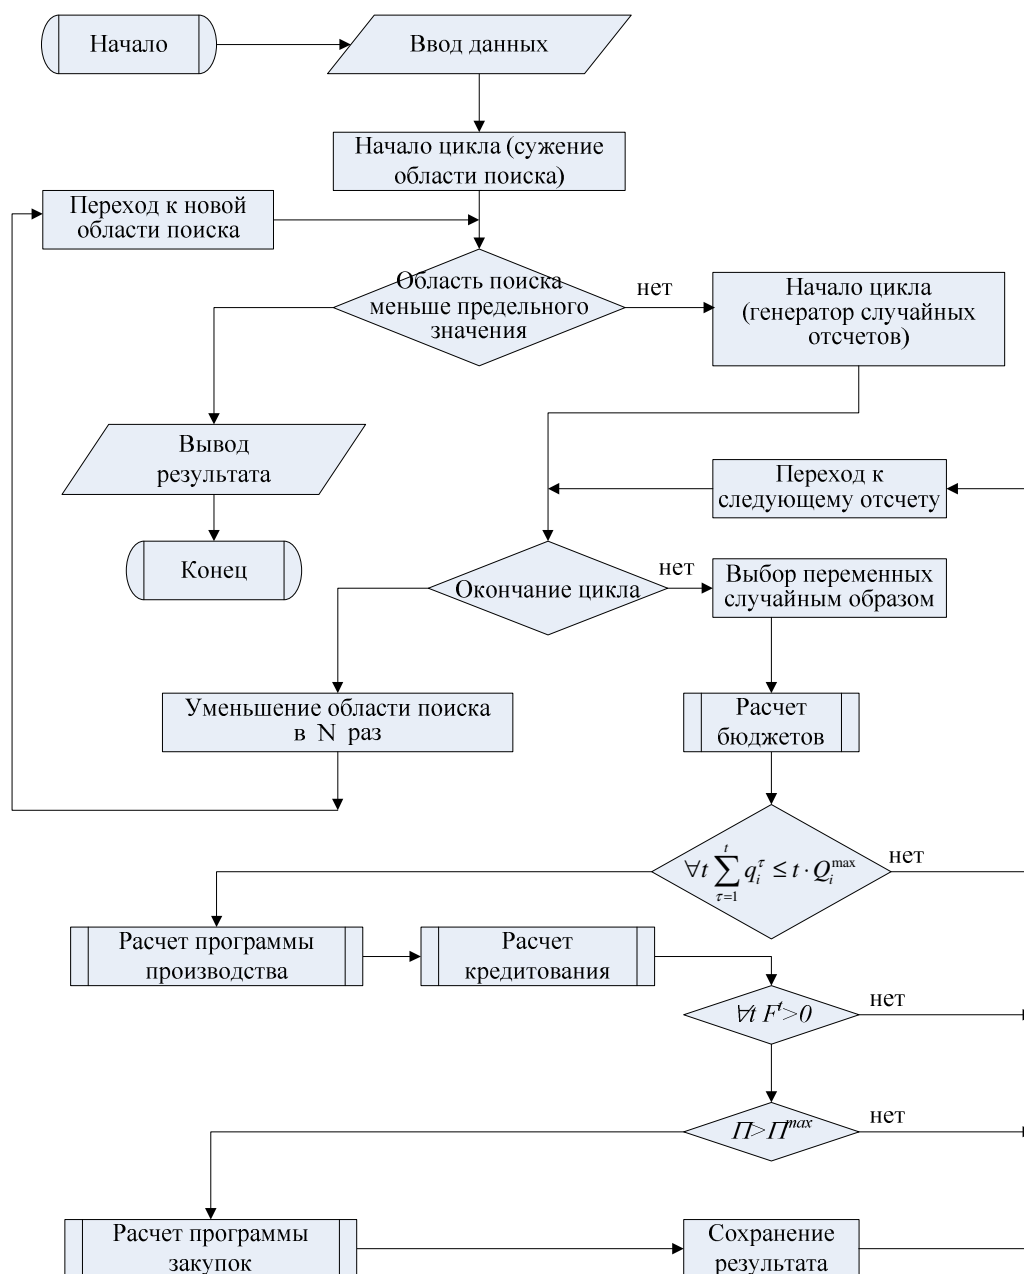 Начало
Ввод данных
Начало цикла (сужение
области поиска)
Переход к новой
области поиска
Область поиска
меньше предельного
значения
нет
Начало цикла
(генератор случайных
отсчетов)
Вывод
результата
Переход к
следующему отсчету
Конец
Окончание цикла
нет
Выбор переменных
случайным образом
Уменьшение области поиска
в N раз
Расчет
бюджетов
∀t ∑_{τ=1}^{t} q_i^τ ≤ t · Q_i^{max}
нет
Расчет программы
производства
Расчет
кредитования
∀t F^t>0
нет
П>П^{max}
нет
Расчет программы
закупок
Сохранение
результата